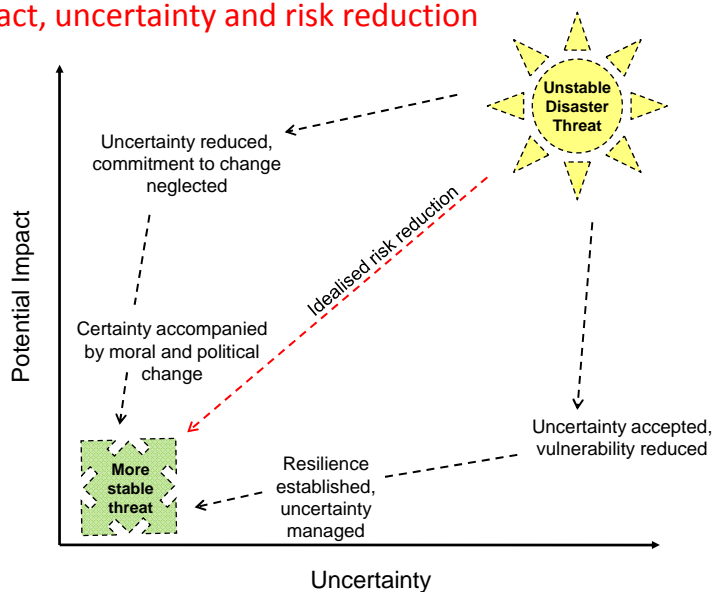 act, uncertainty and risk reduction
Unstable
Disaster
Threat
Uncertainty reduced,
commitment to change
neglected
Idealised risk reduction
Potential Impact
Certainty accompanied
by moral and political
change
Uncertainty accepted,
vulnerability reduced
More
stable
threat
Resilience
established,
uncertainty
managed
Uncertainty